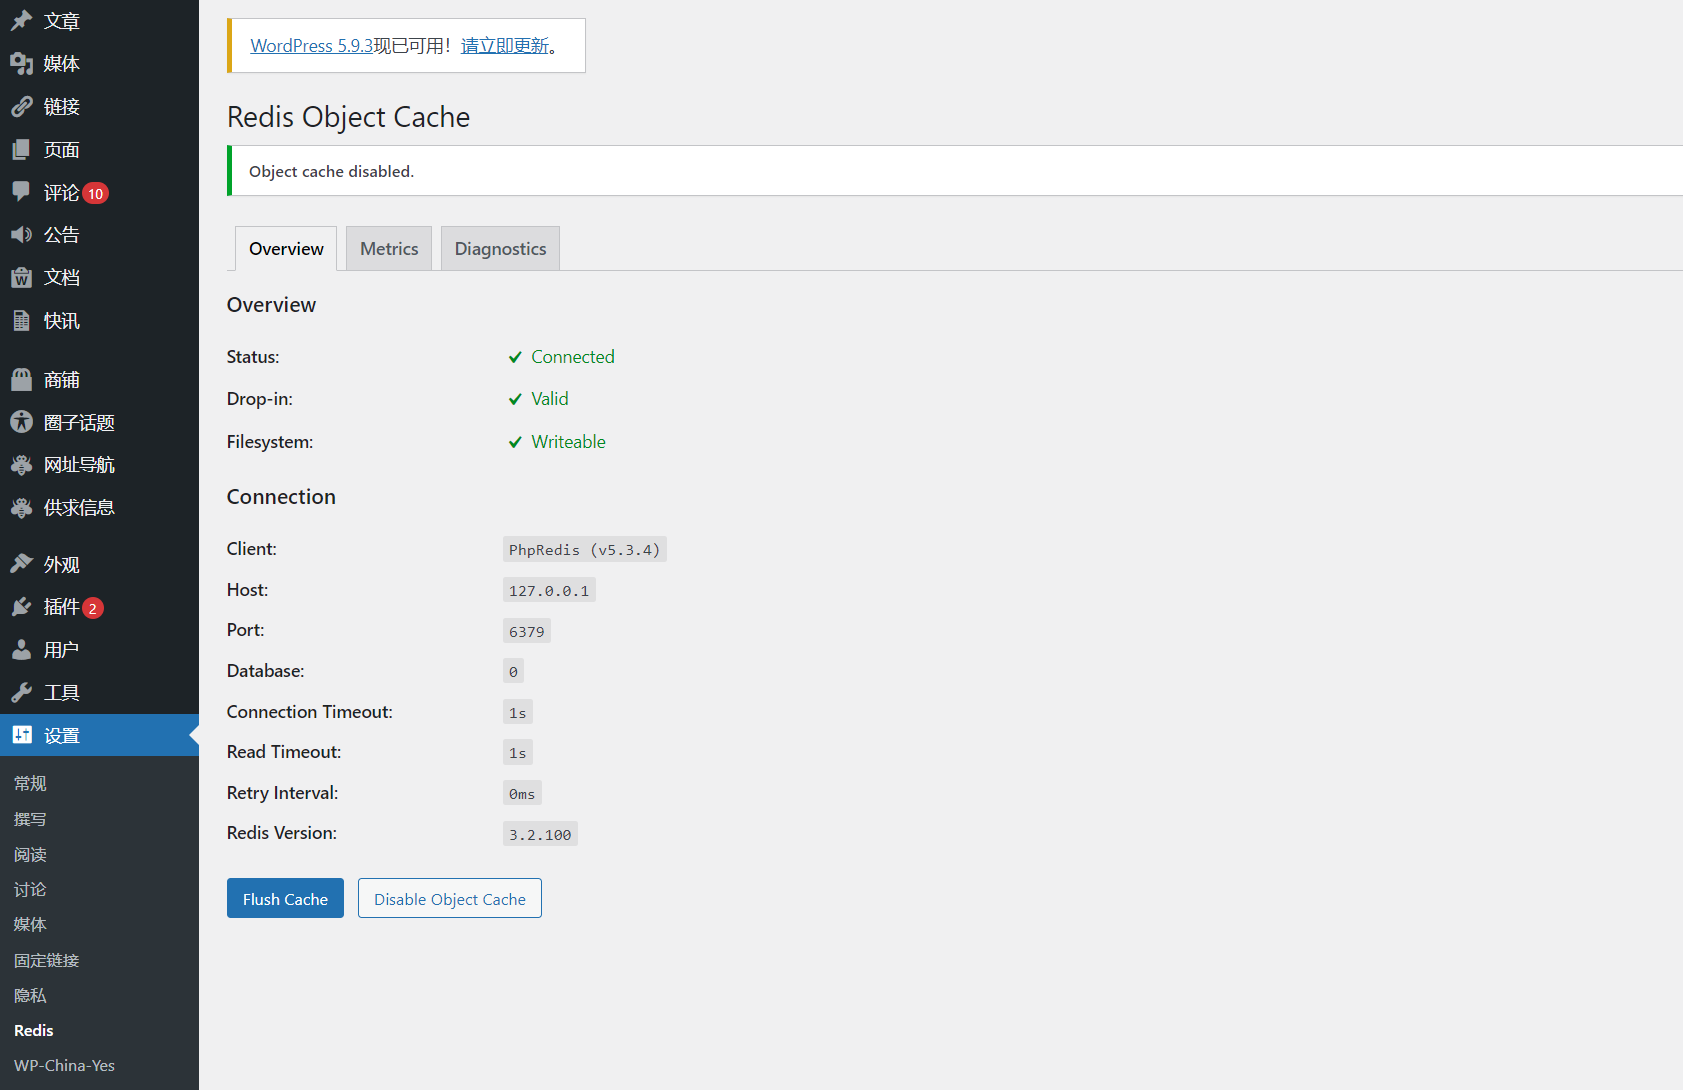 文章
媒体
链接
页面
评论 10
公告
文档
快讯
商铺
圈子话题
网址导航
供求信息
外观
插件 2
用户
工具
设置
常规
撰写
阅读
讨论
媒体
固定链接
隐私
Redis
WP-China-Yes
WordPress 5.9.3现已可用！请立即更新。
Redis Object Cache
Object cache disabled.
Overview Metrics Diagnostics
Overview
Status: Connected
Drop-in: Valid
Filesystem: Writeable
Connection
Client: PhpRedis (v5.3.4)
Host: 127.0.0.1
Port: 6379
Database: 0
Connection Timeout: 1s
Read Timeout: 1s
Retry Interval: 0ms
Redis Version: 3.2.100
Flush Cache Disable Object Cache